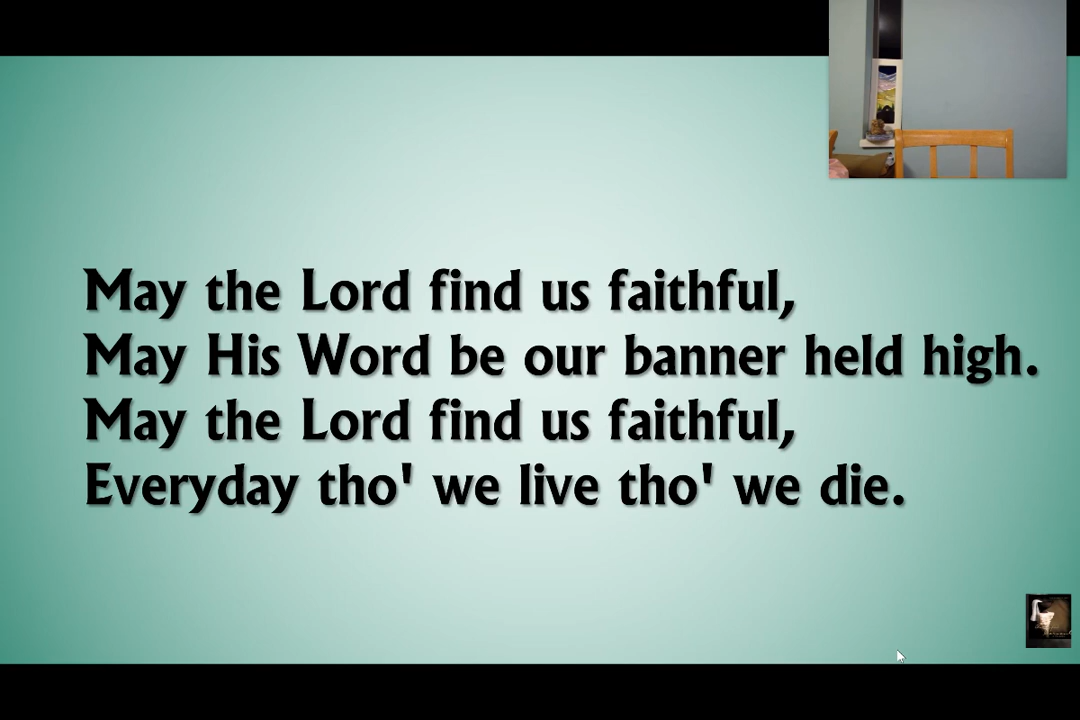 May the Lord find us faithful,
May His Word be our banner held high.
May the Lord find us faithful,
Everyday tho' we live tho' we die.